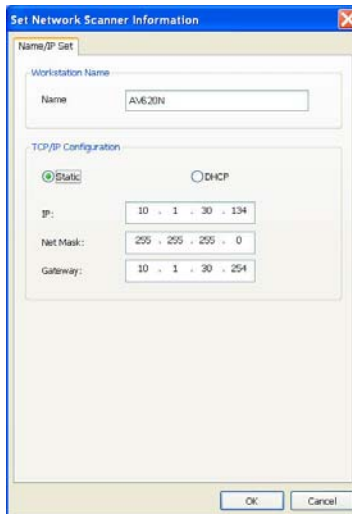 Set Network Scanner Information
Name/IP Set
Workstation Name
Name AV620N
TCP/IP Configuration
Static DHCP
IP: 10 . 1 . 30 . 134
Net Mask: 255 . 255 . 255 . 0
Gateway: 10 . 1 . 30 . 254
OK Cancel